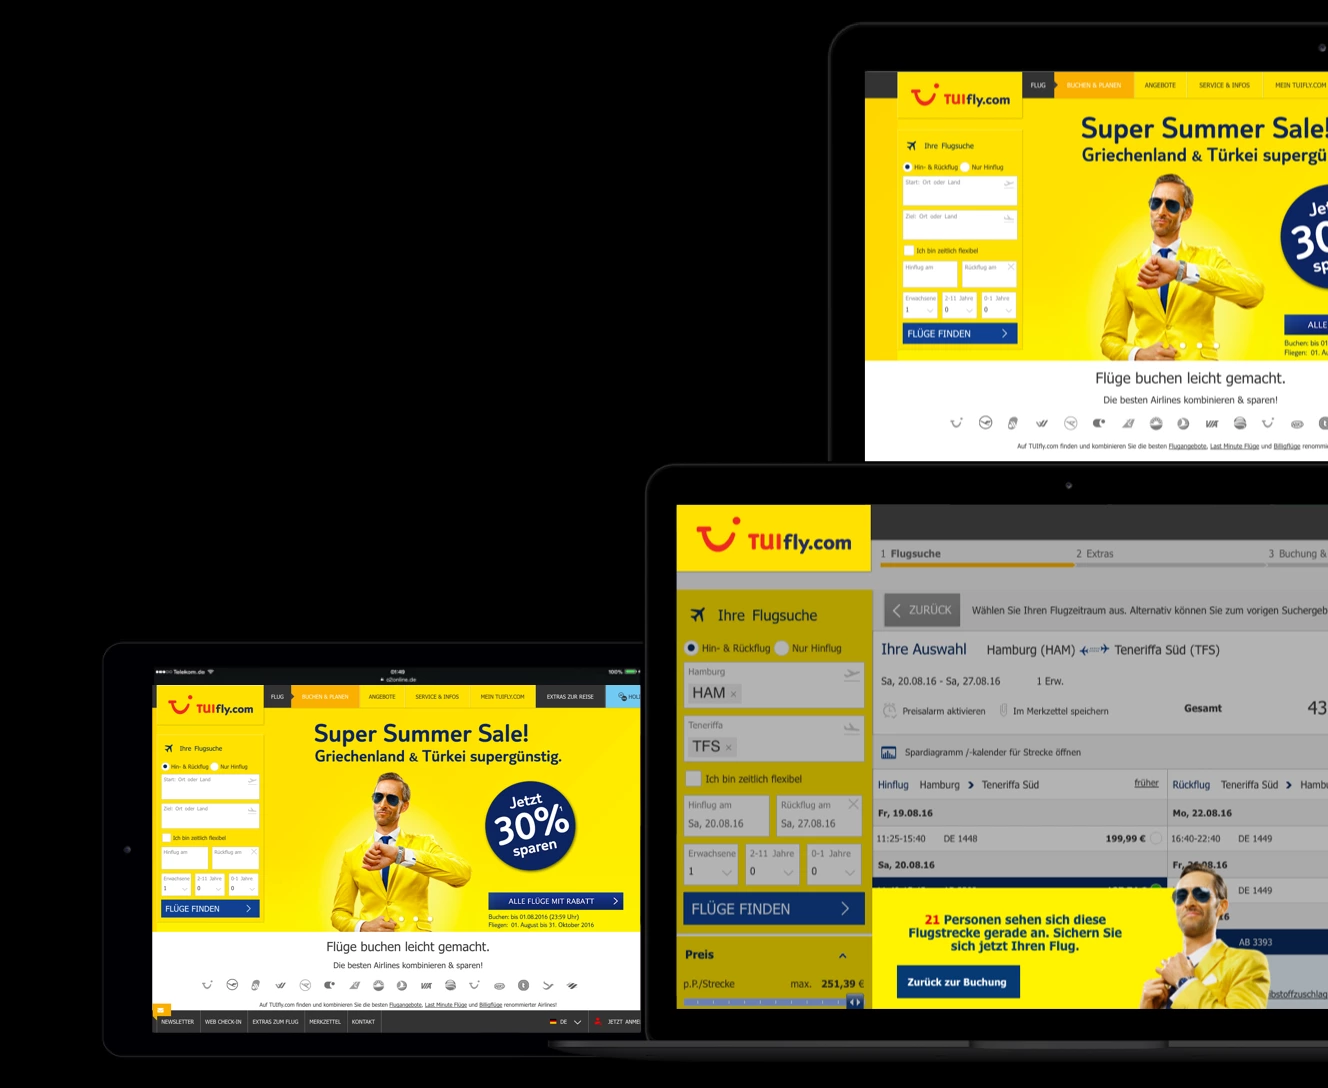 TUIfly.com
FLUG
BUCHEN & PLANEN
ANGEBOTE
SERVICE & INFOS
MEIN TUIFLY.COM
Super Summer Sale!
Griechenland & Türkei supergü
Ihre Flugsuche
Hin- & Rückflug
Nur Hinflug
Start: Ort oder Land
Ziel: Ort oder Land
Ich bin zeitlich flexibel
Hinflug am
Rückflug am
Erwachsene
2-11 Jahre
0-1 Jahre
1
0
0
FLÜGE FINDEN
Je
30
sp
ALLE
Buchen: bis 01
Fliegen: 01. Au
Flüge buchen leicht gemacht.
Die besten Airlines kombinieren & sparen!
VIA
Auf TUIfly.com finden und kombinieren Sie die besten Flugangebote, Last Minute Flüge und Billigflüge renommie
TUIfly.com
1 Flugsuche
2 Extras
3 Buchung &
Ihre Flugsuche
Hin- & Rückflug
Nur Hinflug
Hamburg
HAM ×
Teneriffa
TFS ×
Ich bin zeitlich flexibel
Hinflug am
Sa, 20.08.16
Rückflug am
Sa, 27.08.16
Erwachsene
2-11 Jahre
0-1 Jahre
1
0
0
FLÜGE FINDEN
Preis
p.P./Strecke
max. 251,39 €
ZURÜCK
Wählen Sie Ihren Flugzeitraum aus. Alternativ können Sie zum vorigen Suchergeb
Ihre Auswahl
Hamburg (HAM)
Teneriffa Süd (TFS)
Sa, 20.08.16 - Sa, 27.08.16
1 Erw.
Preisalarm aktivieren
Im Merkzettel speichern
Gesamt
43
Spardiagramm /-kalender für Strecke öffnen
Hinflug Hamburg > Teneriffa Süd
früher
Rückflug Teneriffa Süd > Hambu
Fr, 19.08.16
Mo, 22.08.16
11:25-15:40 DE 1448
199,99 €
16:40-22:40 DE 1449
Sa, 20.08.16
DE 1449
AB 3393
21 Personen sehen sich diese
Flugstrecke gerade an. Sichern Sie
sich jetzt Ihren Flug.
Zurück zur Buchung
Telekom.de
01:49
100%
o2online.de
TUIfly.com
FLUG
BUCHEN & PLANEN
ANGEBOTE
SERVICE & INFOS
MEIN TUIFLY.COM
EXTRAS ZUR REISE
Super Summer Sale!
Griechenland & Türkei supergünstig.
Ihre Flugsuche
Hin- & Rückflug
Nur Hinflug
Start: Ort oder Land
Ziel: Ort oder Land
Ich bin zeitlich flexibel
Hinflug am
Rückflug am
Erwachsene
2-11 Jahre
0-1 Jahre
1
0
0
FLÜGE FINDEN
Jetzt
30%¹
sparen
ALLE FLÜGE MIT RABATT
Buchen: bis 01.08.2016 (23:59 Uhr)
Fliegen: 01. August bis 31. Oktober 2016
Flüge buchen leicht gemacht.
Die besten Airlines kombinieren & sparen!
VIA
Auf TUIfly.com finden und kombinieren Sie die besten Flugangebote, Last Minute Flüge und Billigflüge renommierter Airlines!
NEWSLETTER
WEB CHECK-IN
EXTRAS ZUM FLUG
MERKZETTEL
KONTAKT
DE
JETZT ANME